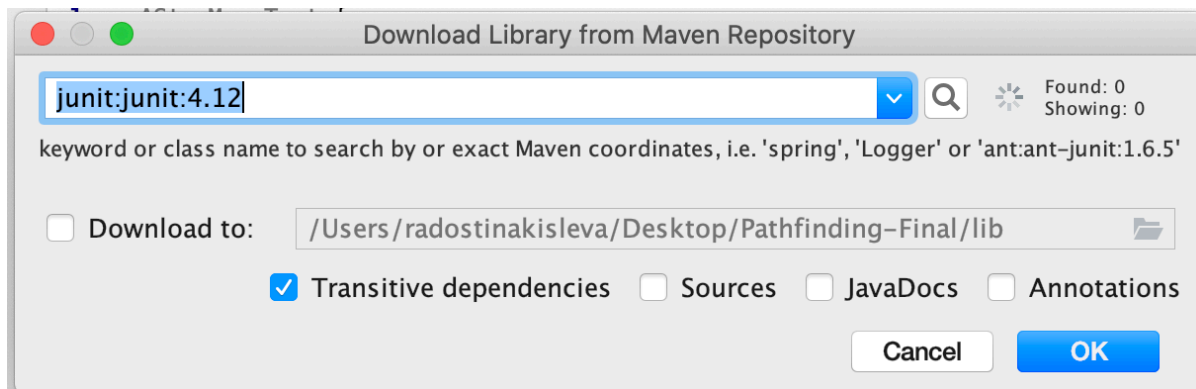 Download Library from Maven Repository
junit:junit:4.12
Found: 0
Showing: 0
keyword or class name to search by or exact Maven coordinates, i.e. 'spring', 'Logger' or 'ant:ant-junit:1.6.5'
Download to:
/Users/radostinakisleva/Desktop/Pathfinding-Final/lib
Transitive dependencies Sources JavaDocs Annotations
Cancel OK